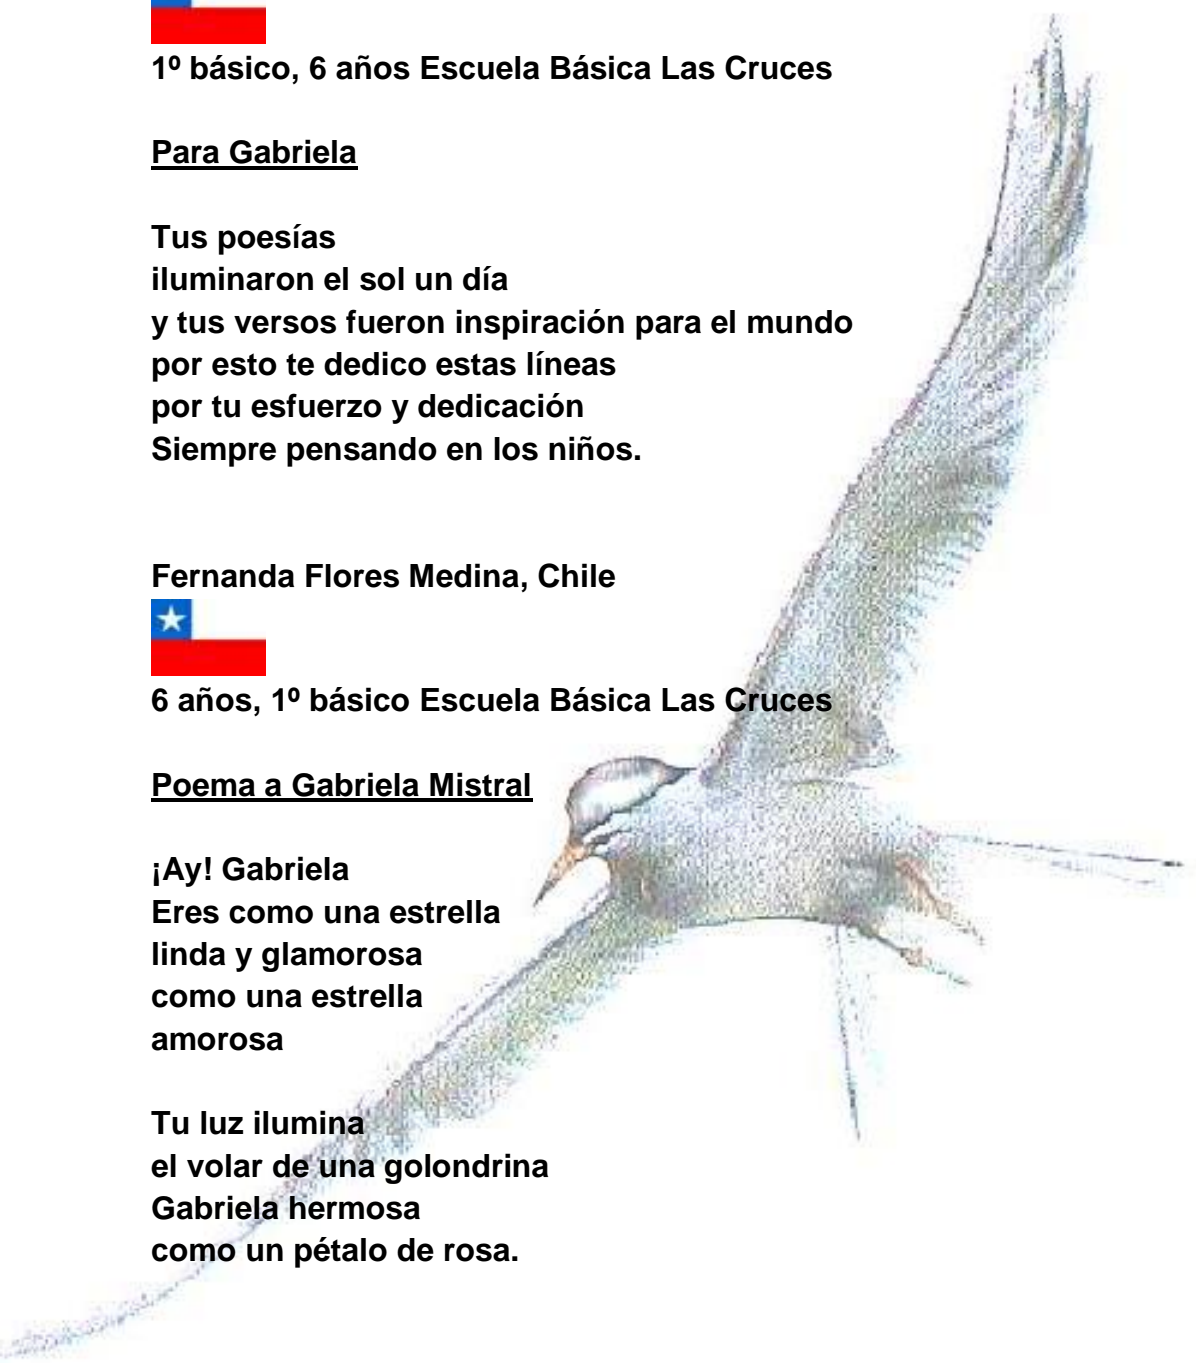 1º básico, 6 años Escuela Básica Las Cruces
Para Gabriela
Tus poesías
iluminaron el sol un día
y tus versos fueron inspiración para el mundo
por esto te dedico estas líneas
por tu esfuerzo y dedicación
Siempre pensando en los niños.
Fernanda Flores Medina, Chile
6 años, 1º básico Escuela Básica Las Cruces
Poema a Gabriela Mistral
¡Ay! Gabriela
Eres como una estrella
linda y glamorosa
como una estrella
amorosa
Tu luz ilumina
el volar de una golondrina
Gabriela hermosa
como un pétalo de rosa.